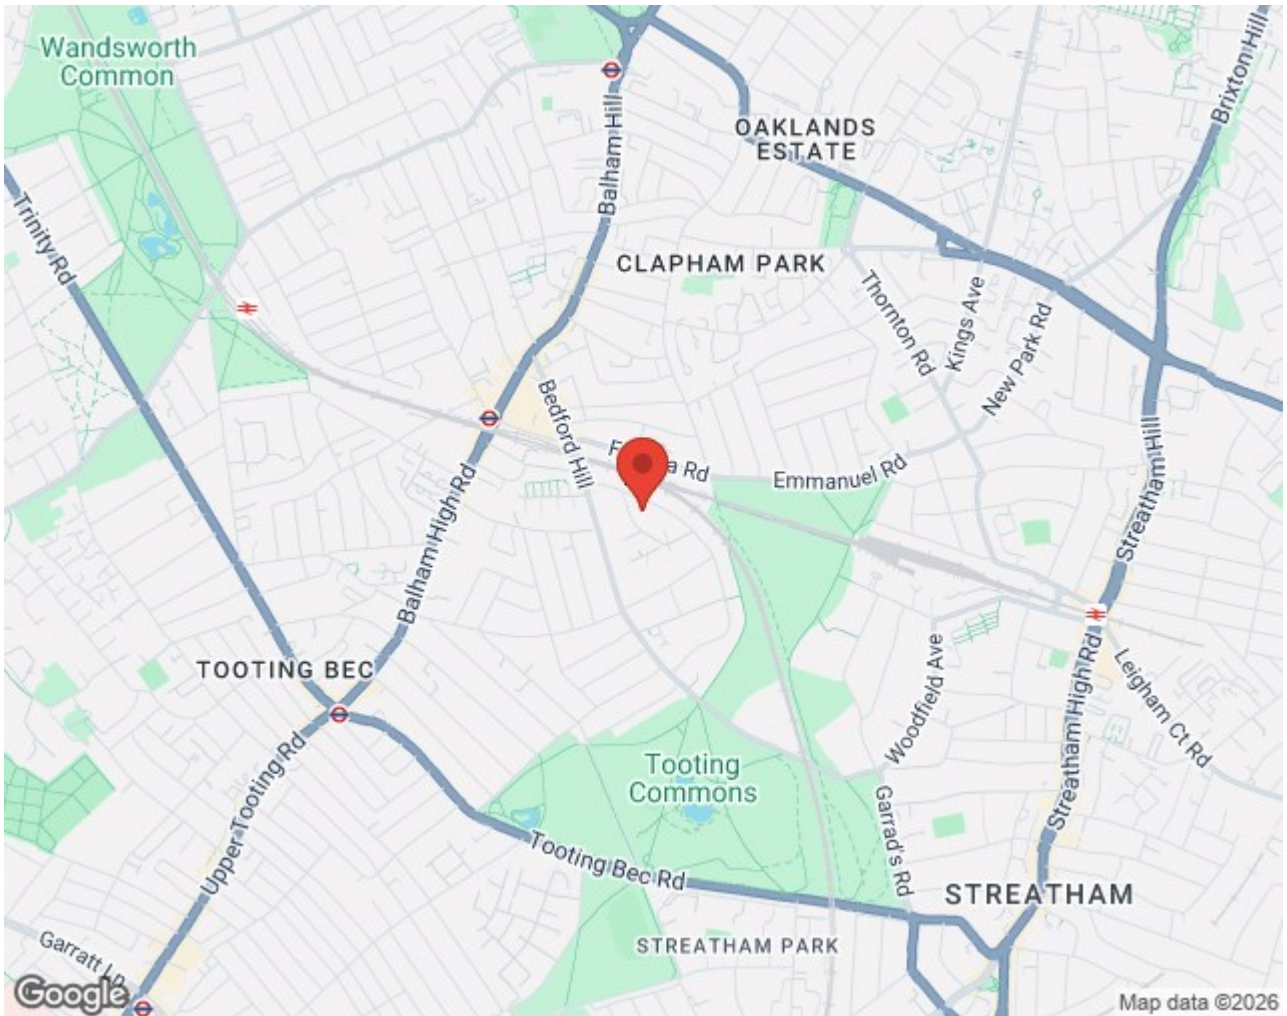 Wandsworth
Common
Brixton Hill
Balham Hill
OAKLANDS
ESTATE
Trinity Rd
CLAPHAM PARK
Thornton Rd
Kings Ave
New Park Rd
Bedford Hill
Rd
Emmanuel Rd
Streatham Hill
Balham High Rd
TOOTING BEC
Woodfield Ave
Streatham High Rd
Leigham Ct Rd
Upper Tooting Rd
Tooting
Commons
Garrad's Rd
Tooting Bec Rd
STREATHAM
STREATHAM PARK
Garratt Ln
Google
Map data ©2026